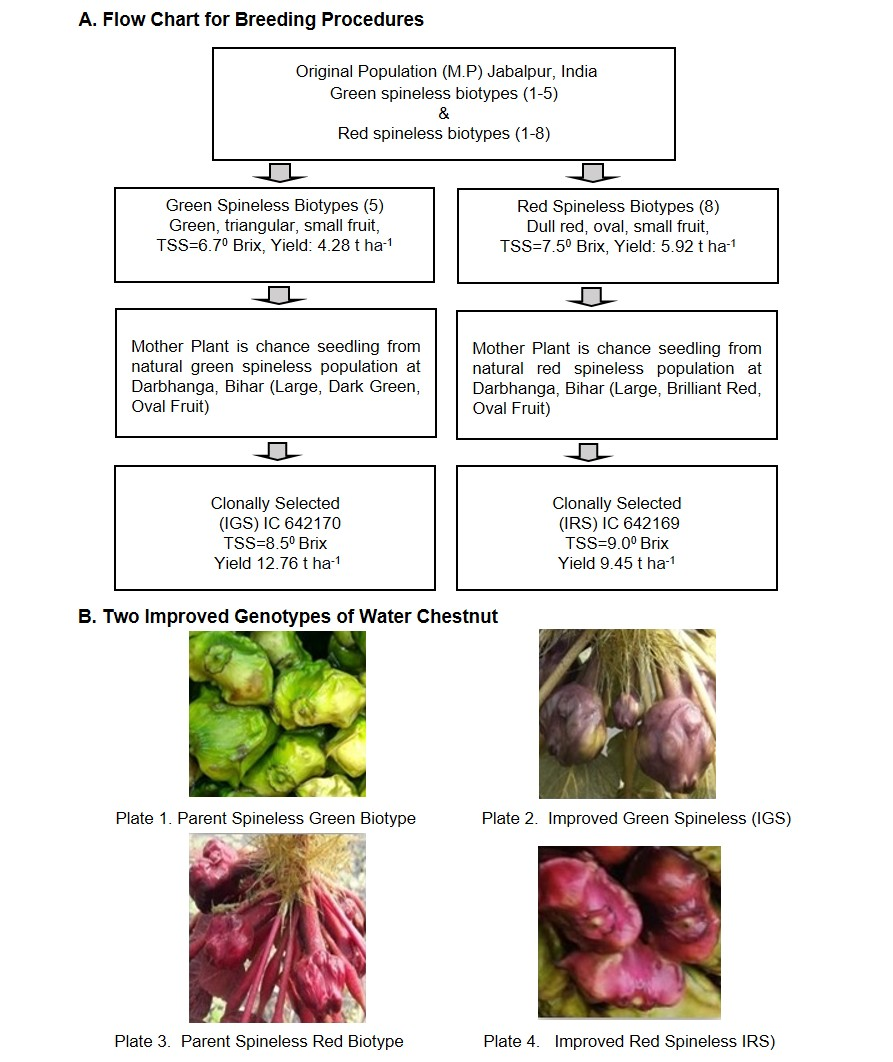 A. Flow Chart for Breeding Procedures
Original Population (M.P) Jabalpur, India
Green spineless biotypes (1-5)
&
Red spineless biotypes (1-8)
Green Spineless Biotypes (5)
Green, triangular, small fruit,
TSS=6.7⁰ Brix, Yield: 4.28 t ha⁻¹
Red Spineless Biotypes (8)
Dull red, oval, small fruit,
TSS=7.5⁰ Brix, Yield: 5.92 t ha⁻¹
Mother Plant is chance seedling from
natural green spineless population at
Darbhanga, Bihar (Large, Dark Green,
Oval Fruit)
Mother Plant is chance seedling from
natural red spineless population at
Darbhanga, Bihar (Large, Brilliant Red,
Oval Fruit)
Clonally Selected
(IGS) IC 642170
TSS=8.5⁰ Brix
Yield 12.76 t ha⁻¹
Clonally Selected
(IRS) IC 642169
TSS=9.0⁰ Brix
Yield 9.45 t ha⁻¹
B. Two Improved Genotypes of Water Chestnut
Plate 1. Parent Spineless Green Biotype
Plate 2. Improved Green Spineless (IGS)
Plate 3. Parent Spineless Red Biotype
Plate 4. Improved Red Spineless IRS)